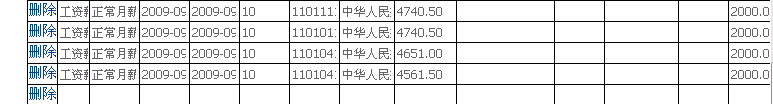 删除 工资薪 正常月薪 2009-09 2009-09 10 110111 中华人民 4740.50 2000.0
删除 工资薪 正常月薪 2009-09 2009-09 10 110101 中华人民 4740.50 2000.0
删除 工资薪 正常月薪 2009-09 2009-09 10 110104 中华人民 4651.00 2000.0
删除 工资薪 正常月薪 2009-09 2009-09 10 110104 中华人民 4561.50 2000.0
删除